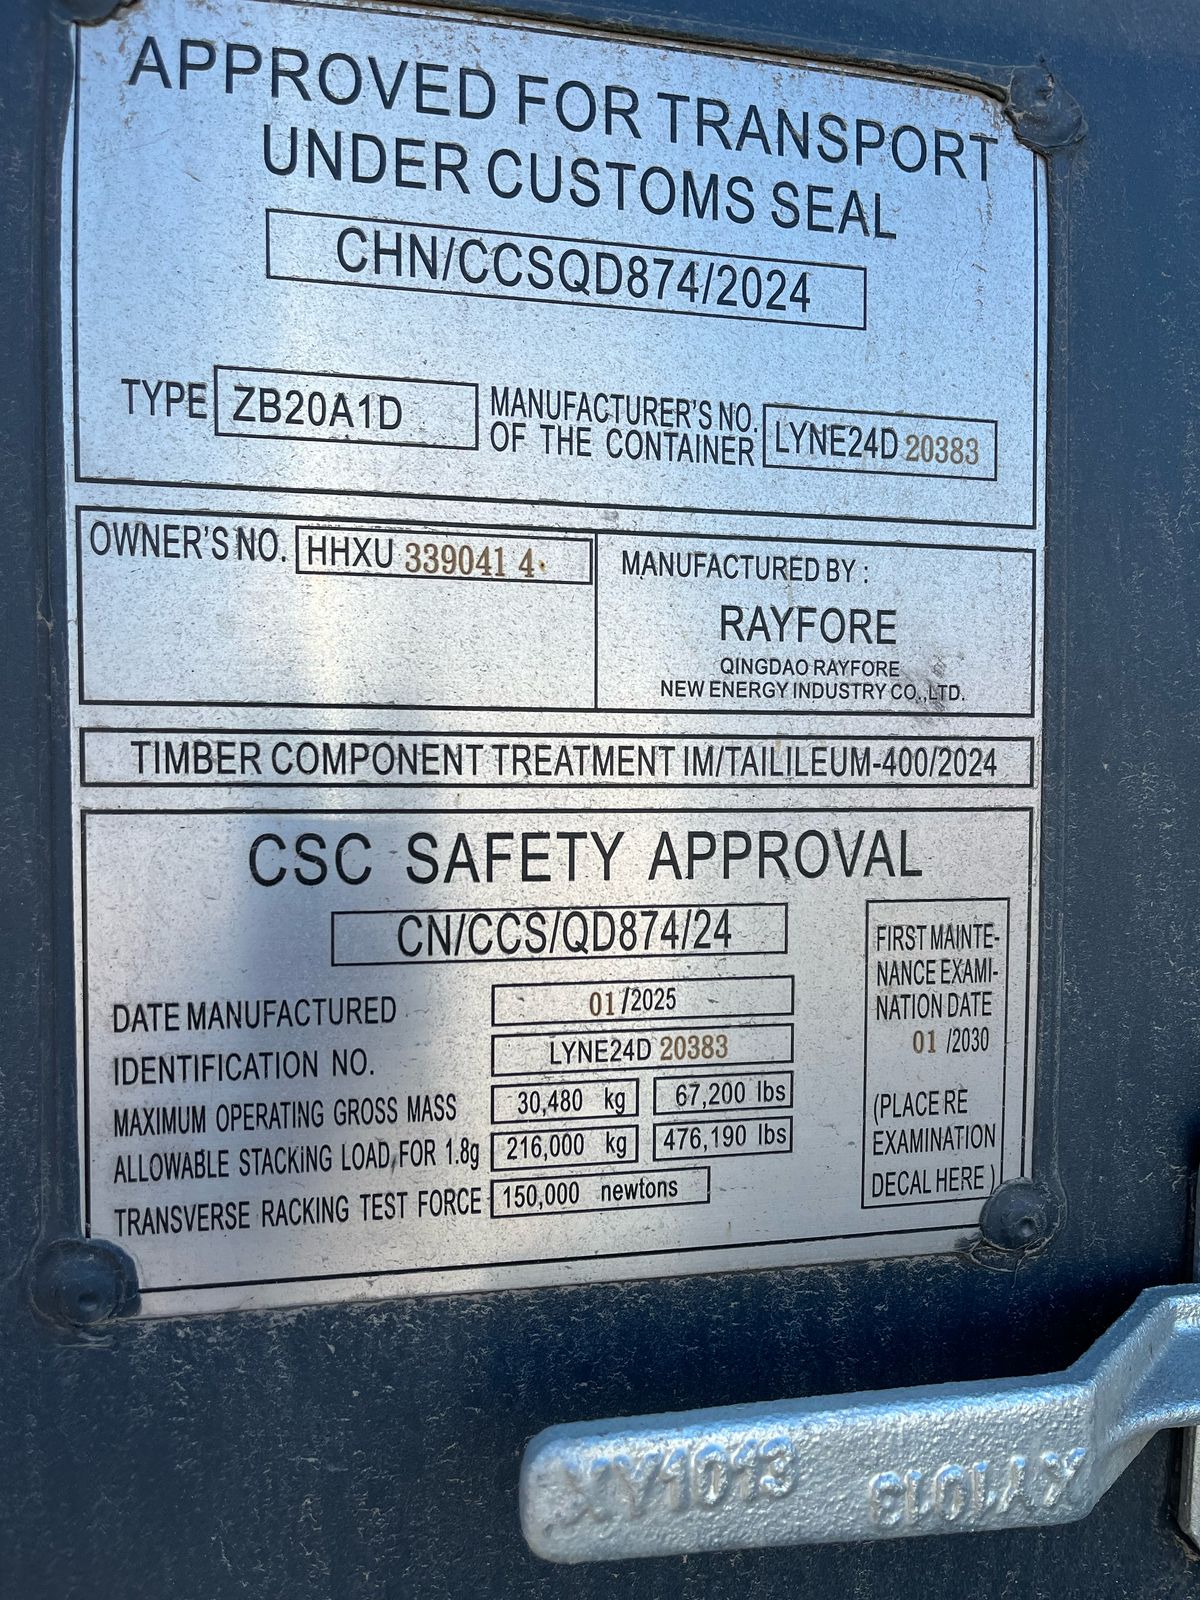 APPROVED FOR TRANSPORT
UNDER CUSTOMS SEAL
CHN/CCSQD874/2024
TYPE ZB20A1D
MANUFACTURER'S NO.
OF THE CONTAINER
LYNE24D 20383
OWNER'S NO. HHXU 339041 4
MANUFACTURED BY :
RAYFORE
QINGDAO RAYFORE
NEW ENERGY INDUSTRY CO.,LTD.
TIMBER COMPONENT TREATMENT IM/TAILILEUM-400/2024
CSC SAFETY APPROVAL
CN/CCS/QD874/24
DATE MANUFACTURED 01/2025
IDENTIFICATION NO. LYNE24D 20383
MAXIMUM OPERATING GROSS MASS 30,480 kg 67,200 lbs
ALLOWABLE STACKiNG LOAD,FOR 1.8g 216,000 kg 476,190 lbs
TRANSVERSE RACKING TEST FORCE 150,000 newtons
FIRST MAINTE-
NANCE EXAMI-
NATION DATE
01 /2030
(PLACE RE
EXAMINATION
DECAL HERE )
XY1013
XY1013